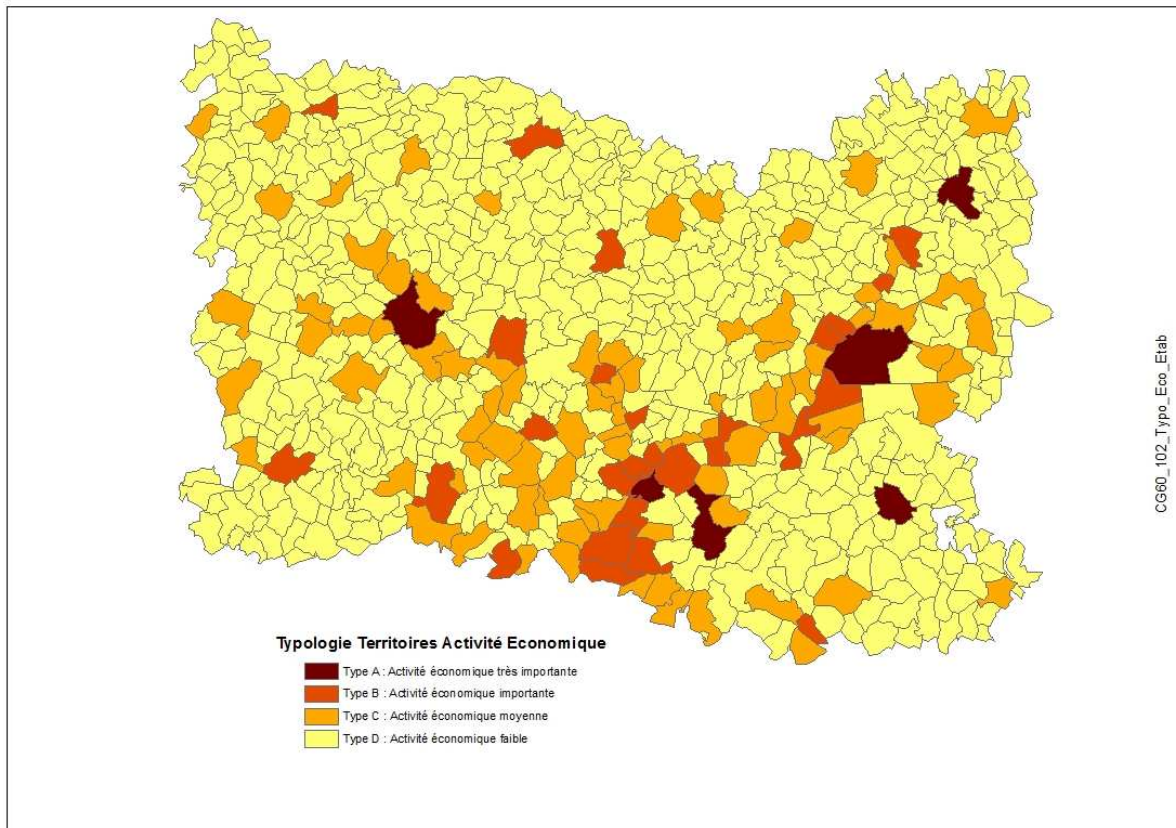 Typologie Territoires Activité Economique
Type A : Activité économique très importante
Type B : Activité économique importante
Type C : Activité économique moyenne
Type D : Activité économique faible
CG60_102_Typo_Eco_Etab